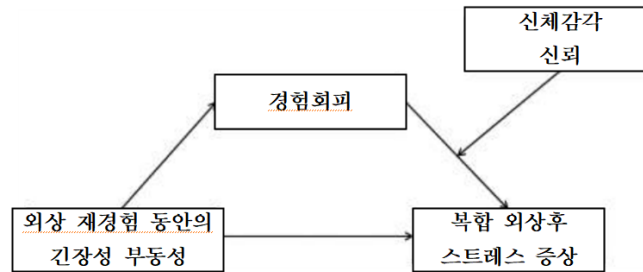 신체감각
신뢰
경험회피
외상 재경험 동안의
긴장성 부동성
복합 외상후
스트레스 증상